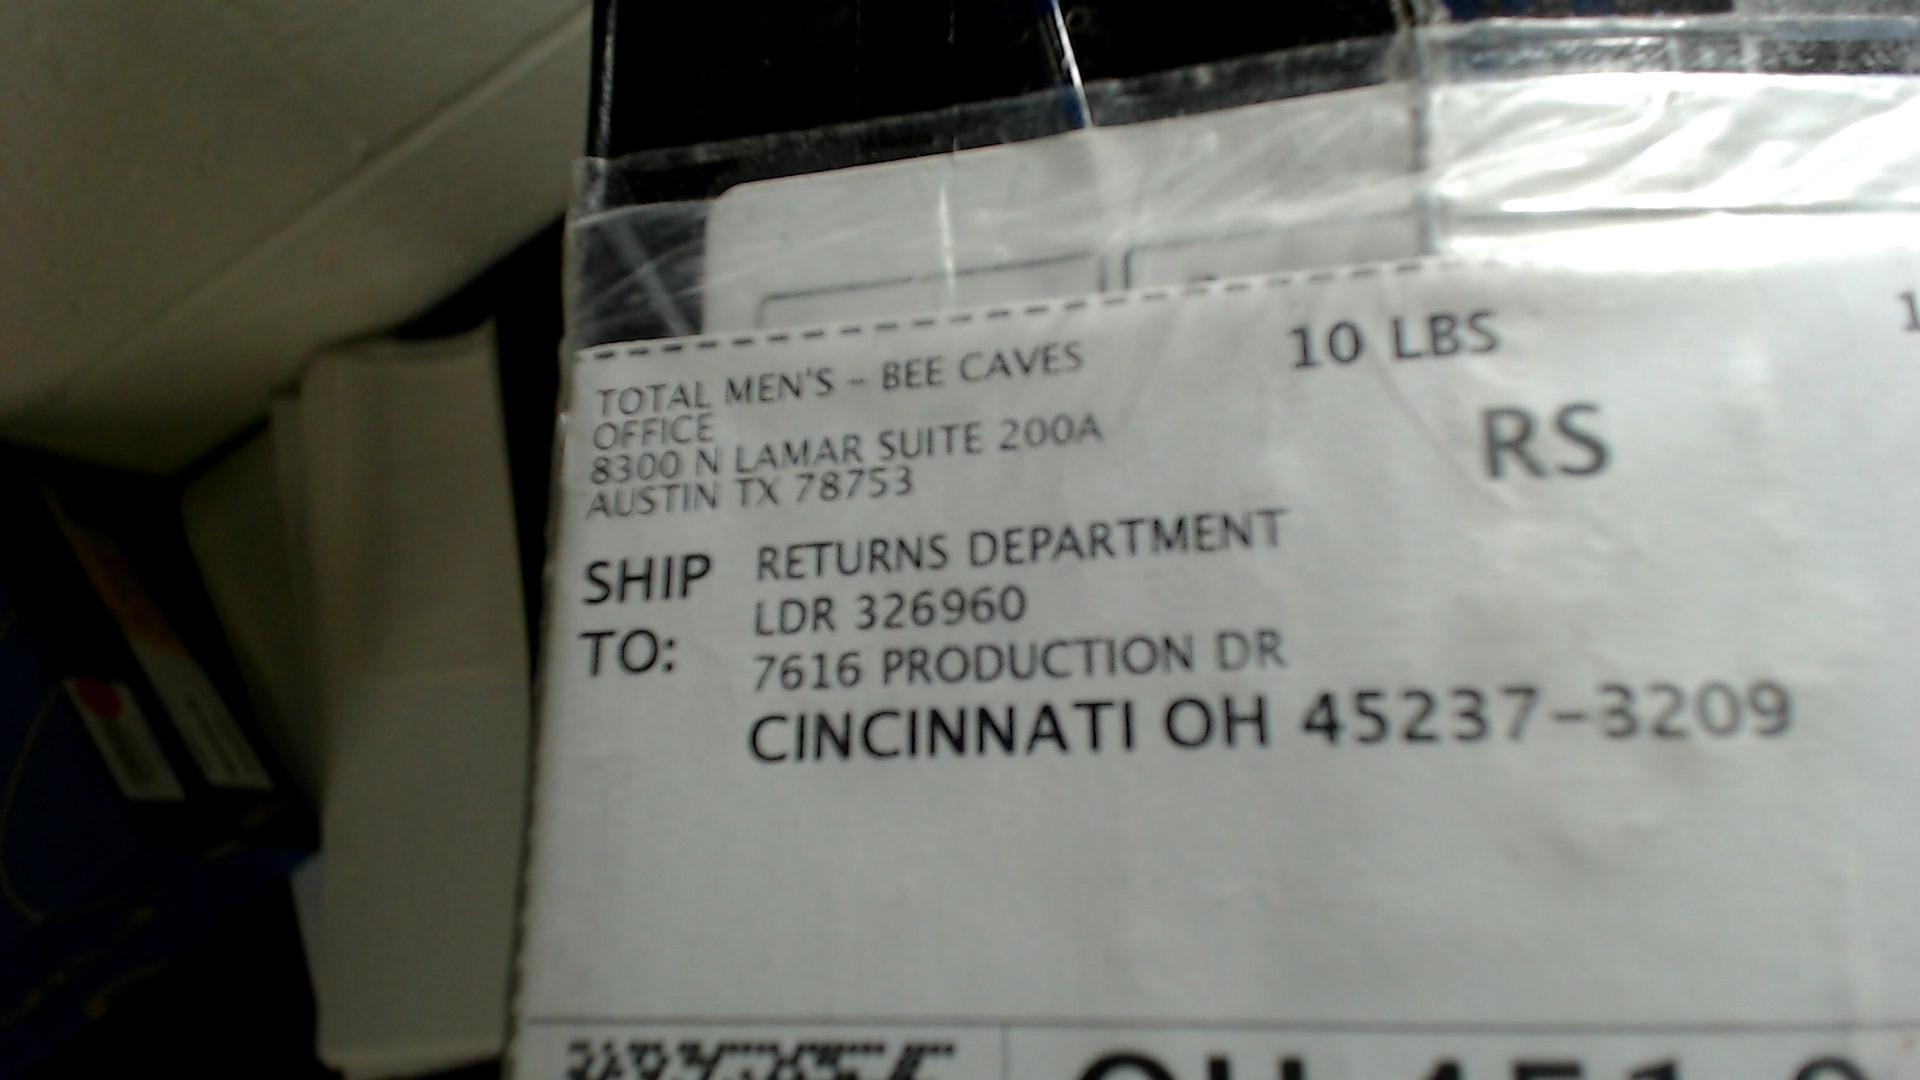 TOTAL MEN'S - BEE CAVES
OFFICE
8300 N LAMAR SUITE 200A
AUSTIN TX 78753
10 LBS
RS
SHIP TO:
RETURNS DEPARTMENT
LDR 326960
7616 PRODUCTION DR
CINCINNATI OH 45237-3209